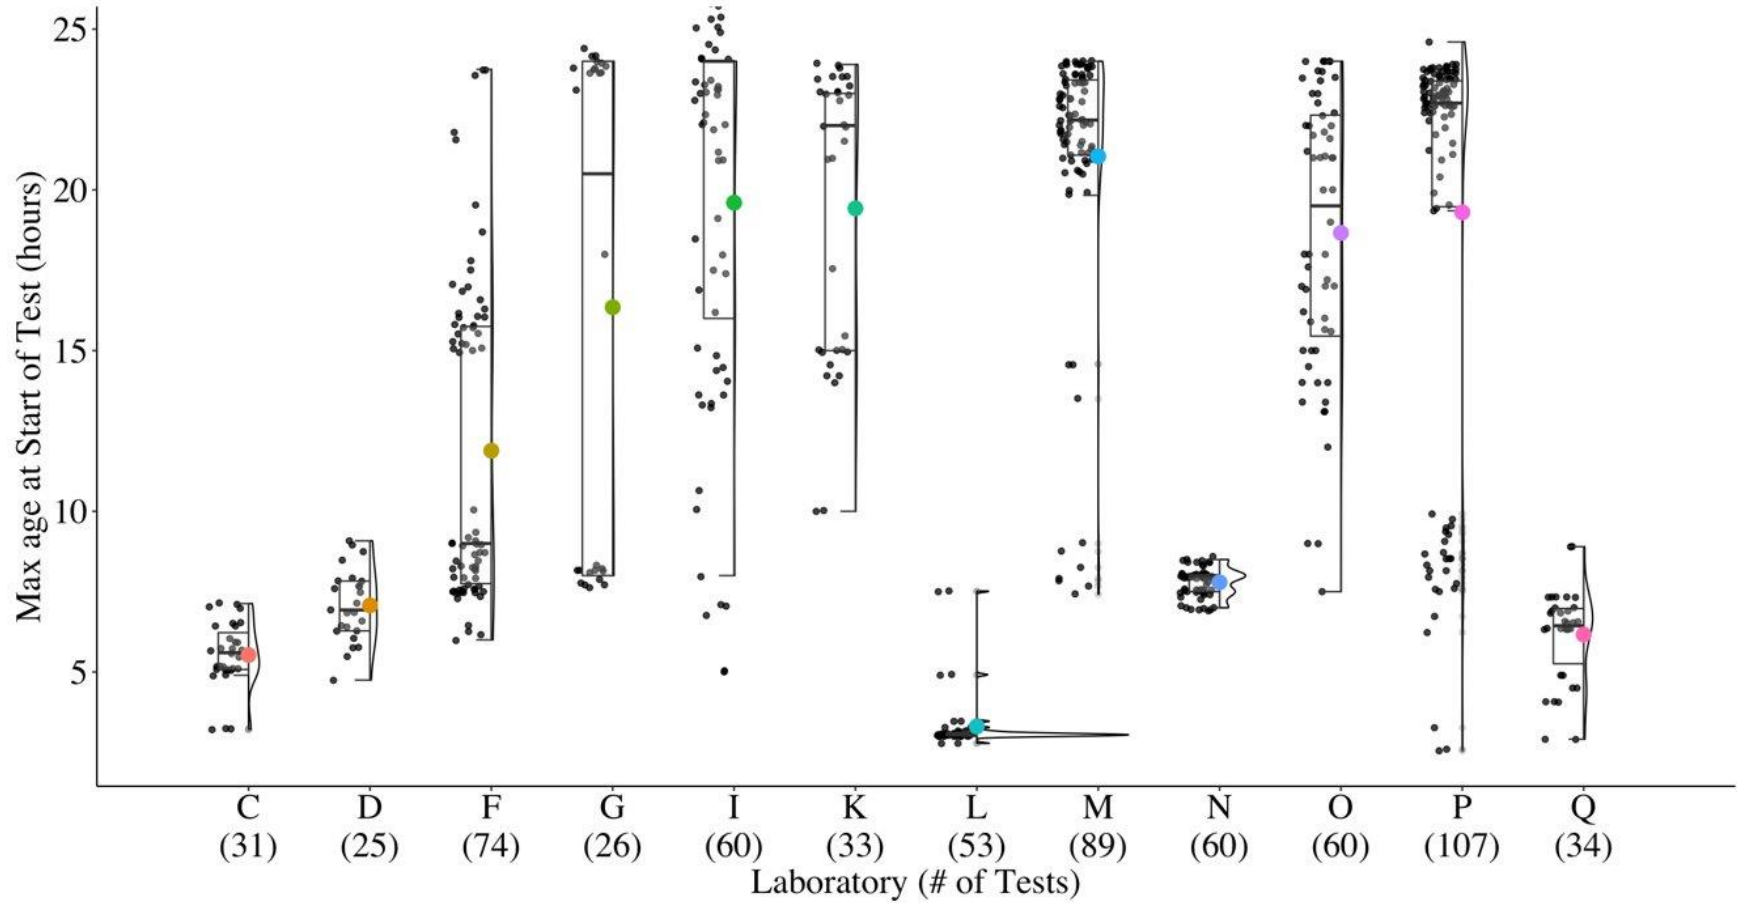 Max age at Start of Test (hours)
25
20
15
10
5
C D F G I K L M N O P Q
(31) (25) (74) (26) (60) (33) (53) (89) (60) (60) (107) (34)
Laboratory (# of Tests)